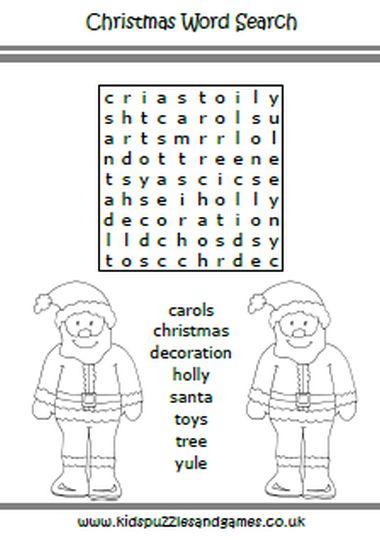 Christmas Word Search
c r i a s t o i l y
s h t c a r o l s u
a r t s m r r l o l
n d o t t r e e n e
t s y a s c i c s e
a h s e i h o l l y
d e c o r a t i o n
l l d c h o s d s y
t o s c c h r d e c
carols
christmas
decoration
holly
santa
toys
tree
yule
www.kidspuzzlesandgames.co.uk